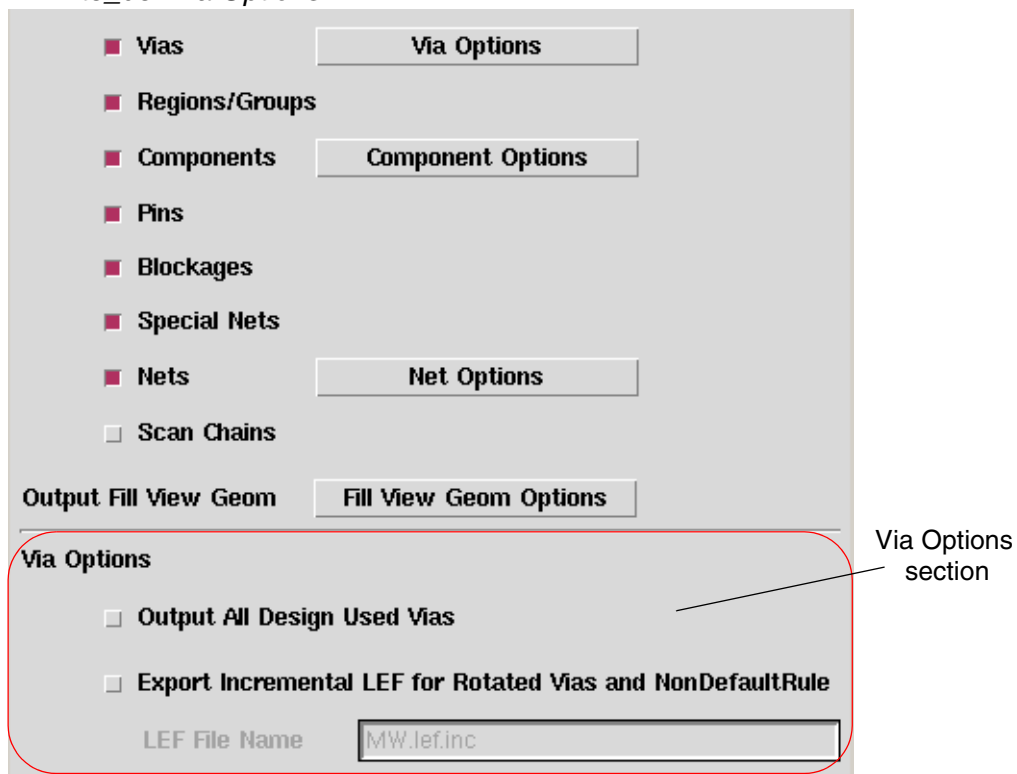 Vias Via Options
Regions/Groups
Components Component Options
Pins
Blockages
Special Nets
Nets Net Options
Scan Chains
Output Fill View Geom Fill View Geom Options
Via Options
Via Options
section
Output All Design Used Vias
Export Incremental LEF for Rotated Vias and NonDefaultRule
LEF File Name MW.lef.inc